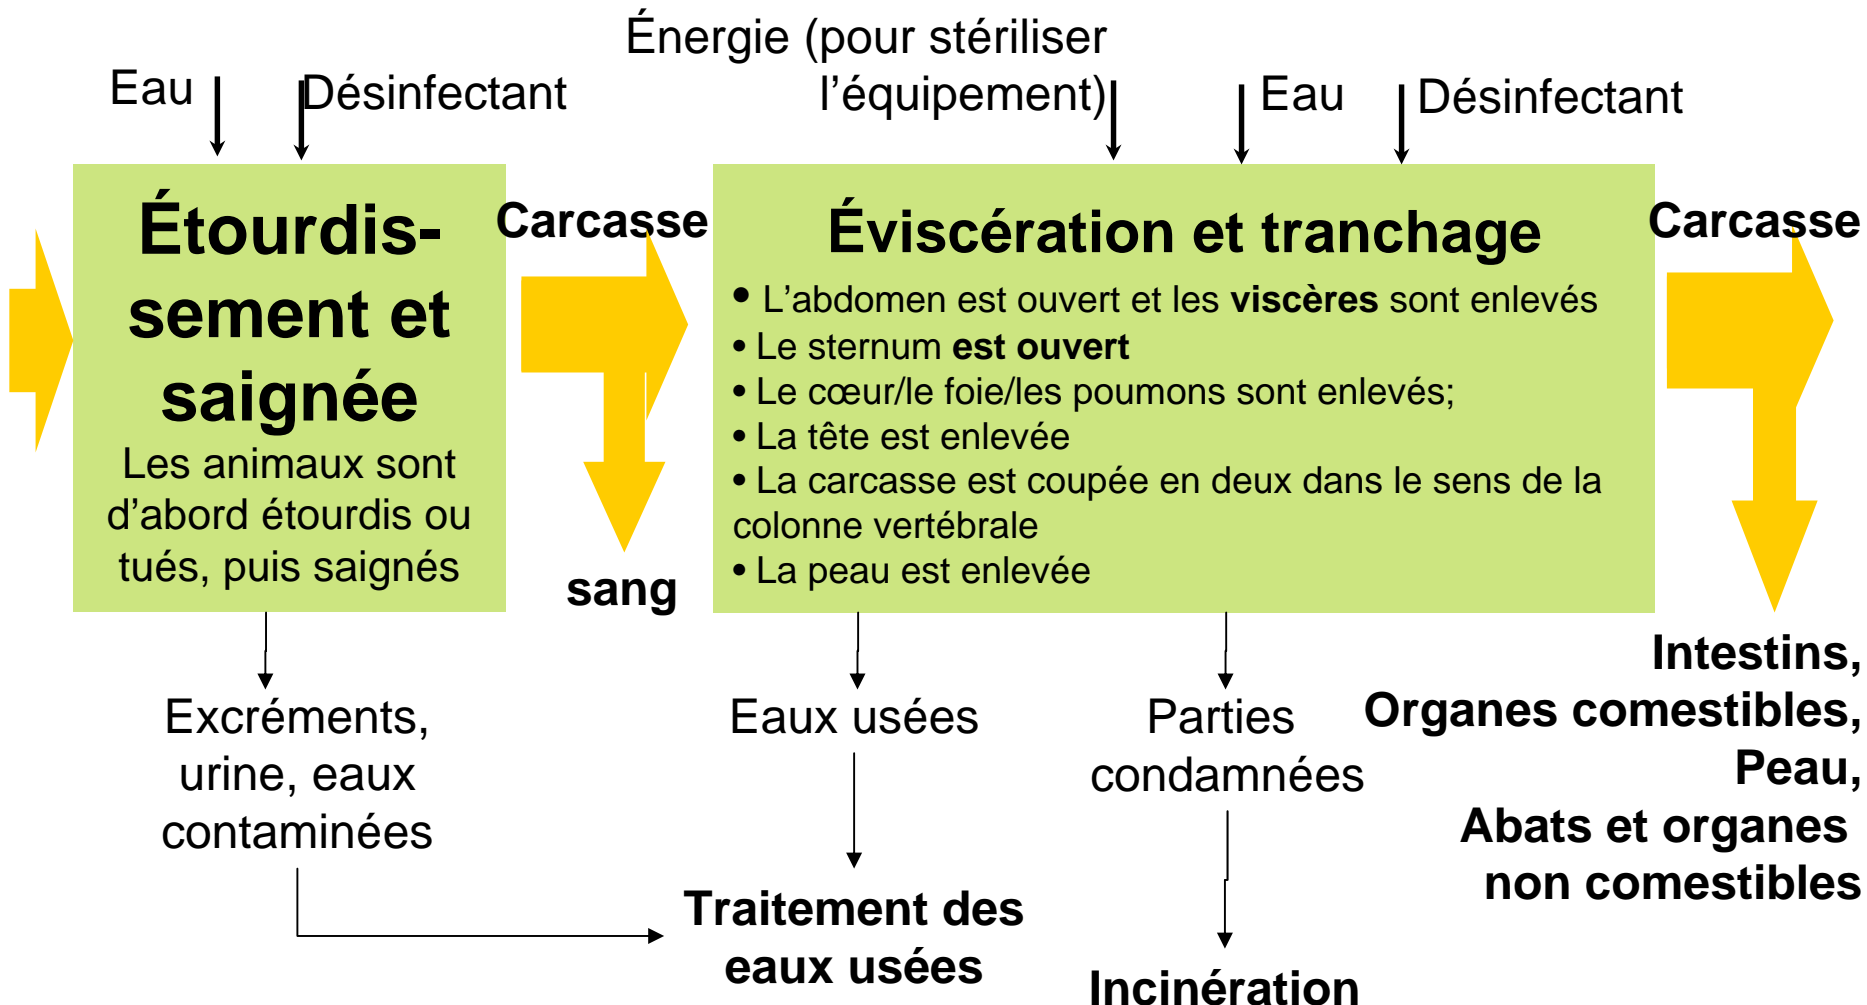 Énergie (pour stériliser
l’équipement)
Eau
Désinfectant
Eau
Désinfectant
Étourdis-
sement et
saignée
Les animaux sont
d’abord étourdis ou
tués, puis saignés
Carcasse
sang
Éviscération et tranchage
• L’abdomen est ouvert et les viscères sont enlevés
• Le sternum est ouvert
• Le cœur/le foie/les poumons sont enlevés;
• La tête est enlevée
• La carcasse est coupée en deux dans le sens de la
colonne vertébrale
• La peau est enlevée
Carcasse
Intestins,
Organes comestibles,
Peau,
Abats et organes
non comestibles
Excréments,
urine, eaux
contaminées
Eaux usées
Parties
condamnées
Traitement des
eaux usées
Incinération